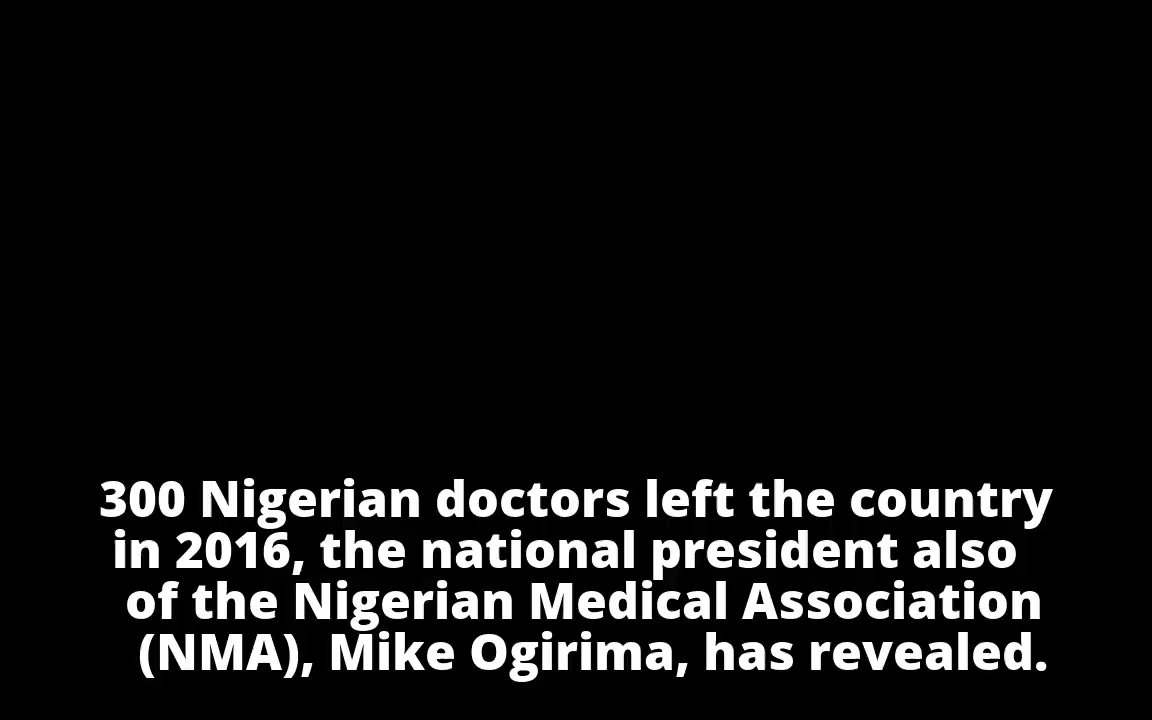 300 Nigerian doctors left the country
in 2016, the national president also
of the Nigerian Medical Association
(NMA), Mike Ogirima, has revealed.